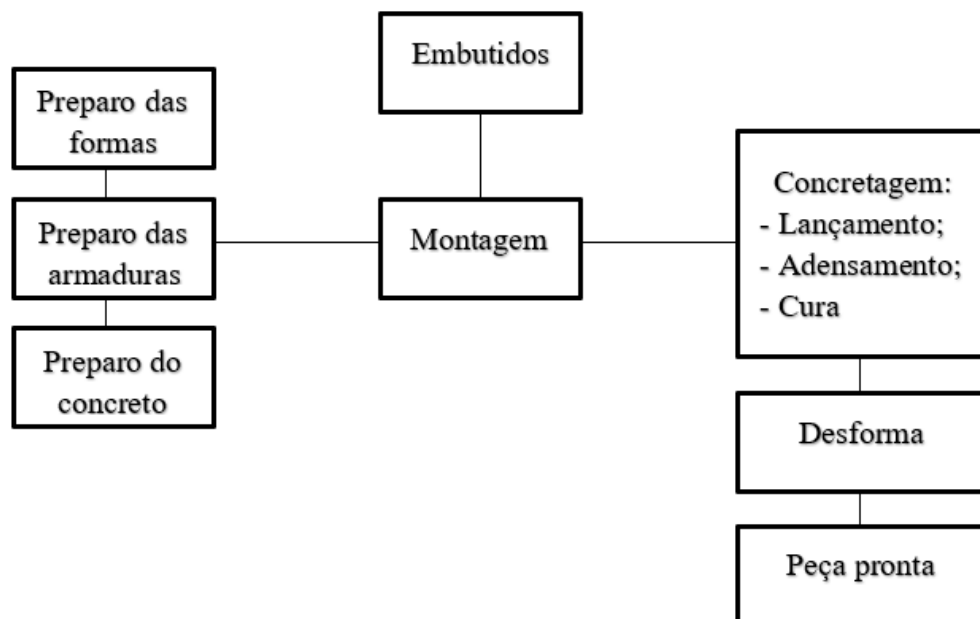 Embutidos
Preparo das
formas
Preparo das
armaduras
Preparo do
concreto
Montagem
Concretagem:
- Lançamento;
- Adensamento;
- Cura
Desforma
Peça pronta